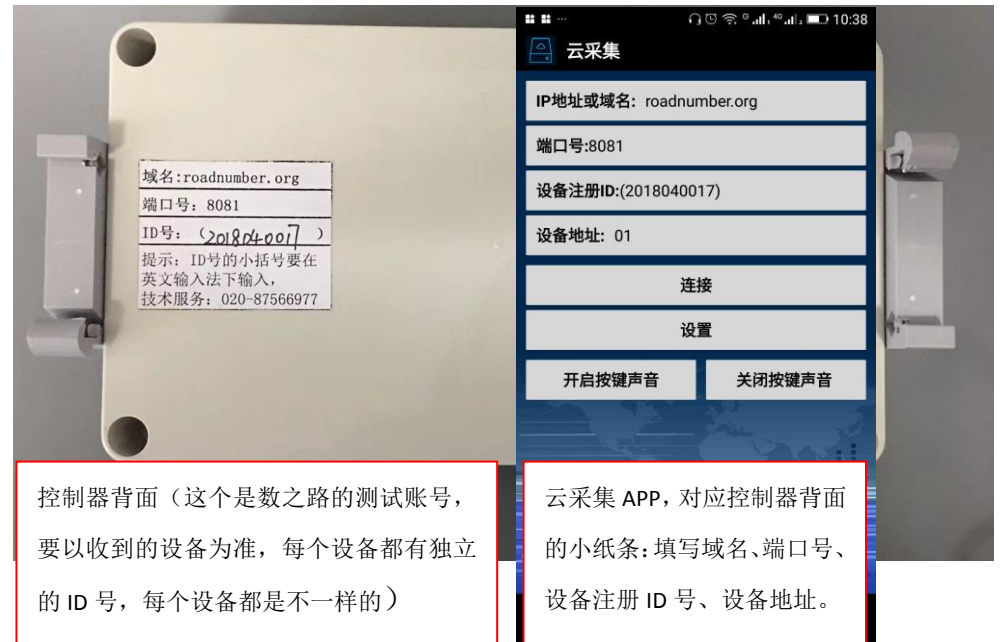 域名:roadnumber.org
端口号: 8081
ID号: (2018040017)
提示: ID号的小括号要在
英文输入法下输入,
技术服务: 020-87566977
控制器背面（这个是数之路的测试账号，
要以收到的设备为准，每个设备都有独立
的 ID 号，每个设备都是不一样的）
10:38
云采集
IP地址或域名: roadnumber.org
端口号:8081
设备注册ID:(2018040017)
设备地址: 01
连接
设置
开启按键声音 关闭按键声音
云采集 APP，对应控制器背面
的小纸条：填写域名、端口号、
设备注册 ID 号、设备地址。